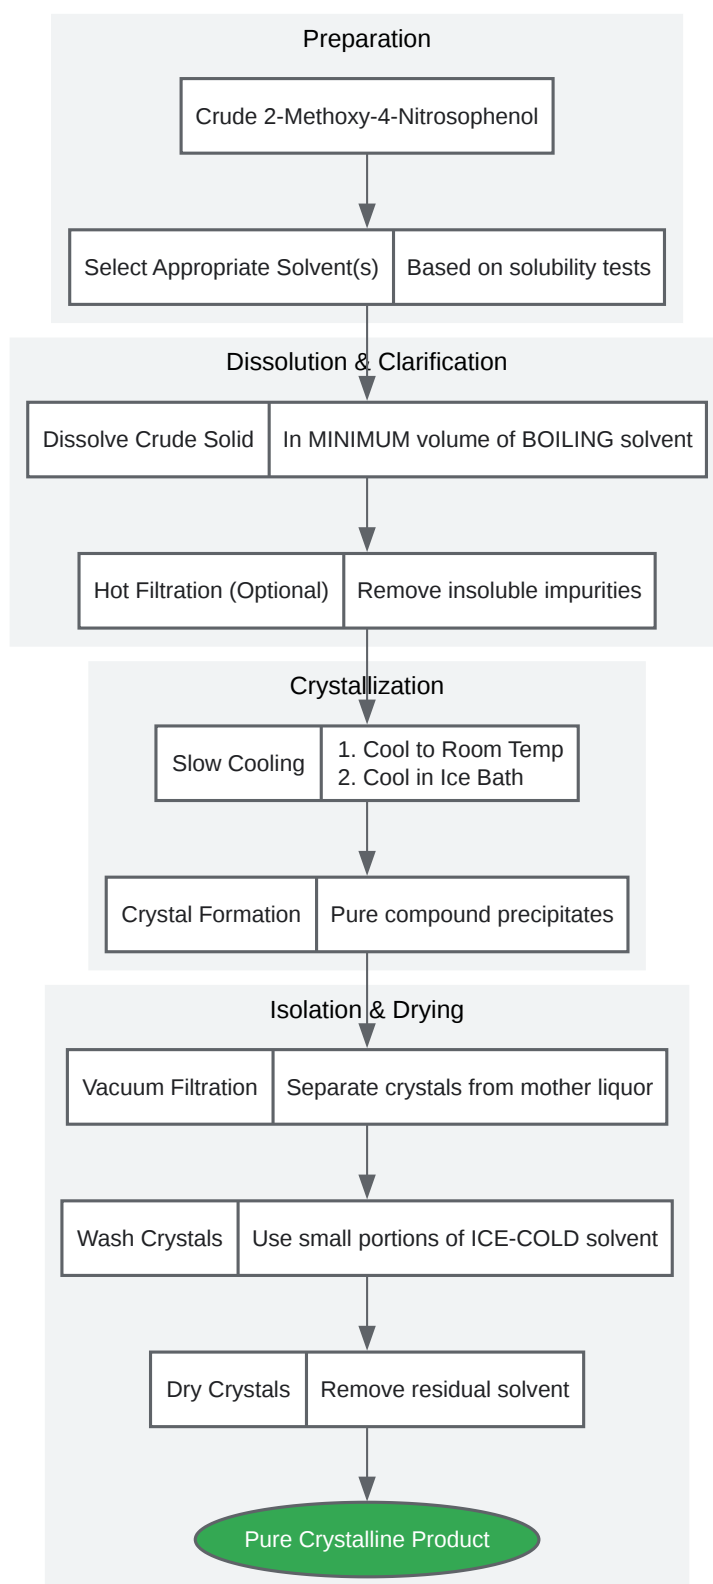 Preparation
Crude 2-Methoxy-4-Nitrosophenol
Select Appropriate Solvent(s)
Based on solubility tests
Dissolution & Clarification
Dissolve Crude Solid
In MINIMUM volume of BOILING solvent
Hot Filtration (Optional)
Remove insoluble impurities
Crystallization
Slow Cooling
1. Cool to Room Temp
2. Cool in Ice Bath
Crystal Formation
Pure compound precipitates
Isolation & Drying
Vacuum Filtration
Separate crystals from mother liquor
Wash Crystals
Use small portions of ICE-COLD solvent
Dry Crystals
Remove residual solvent
Pure Crystalline Product